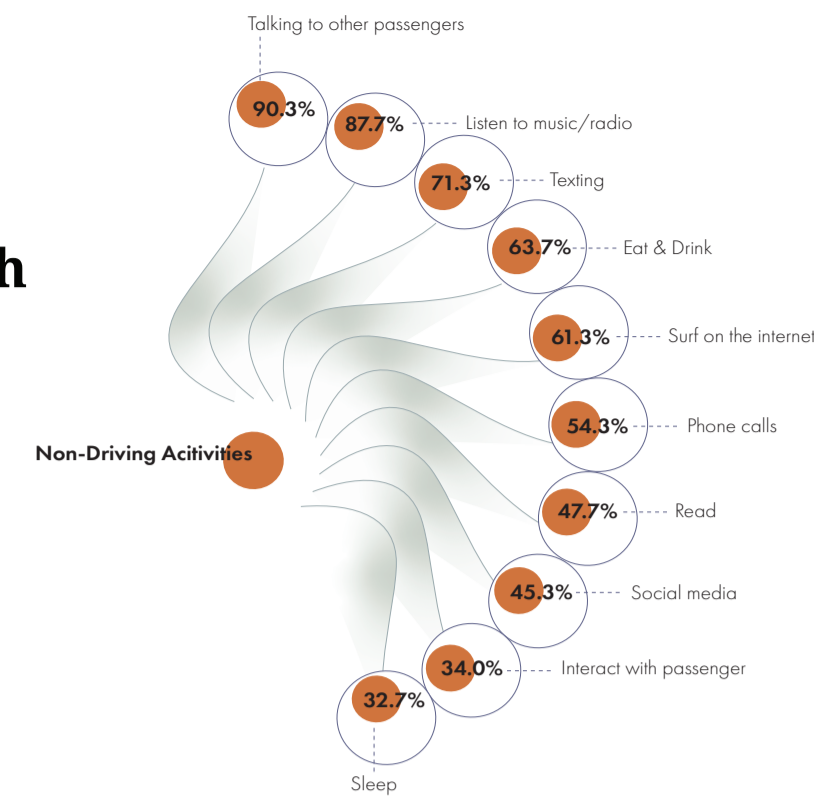 Talking to other passengers
90.3%
87.7%
Listen to music/radio
71.3%
Texting
h
63.7%
Eat & Drink
61.3%
Surf on the internet
54.3%
Phone calls
Non-Driving Acitivities
47.7%
Read
45.3%
Social media
34.0%
Interact with passenger
32.7%
Sleep